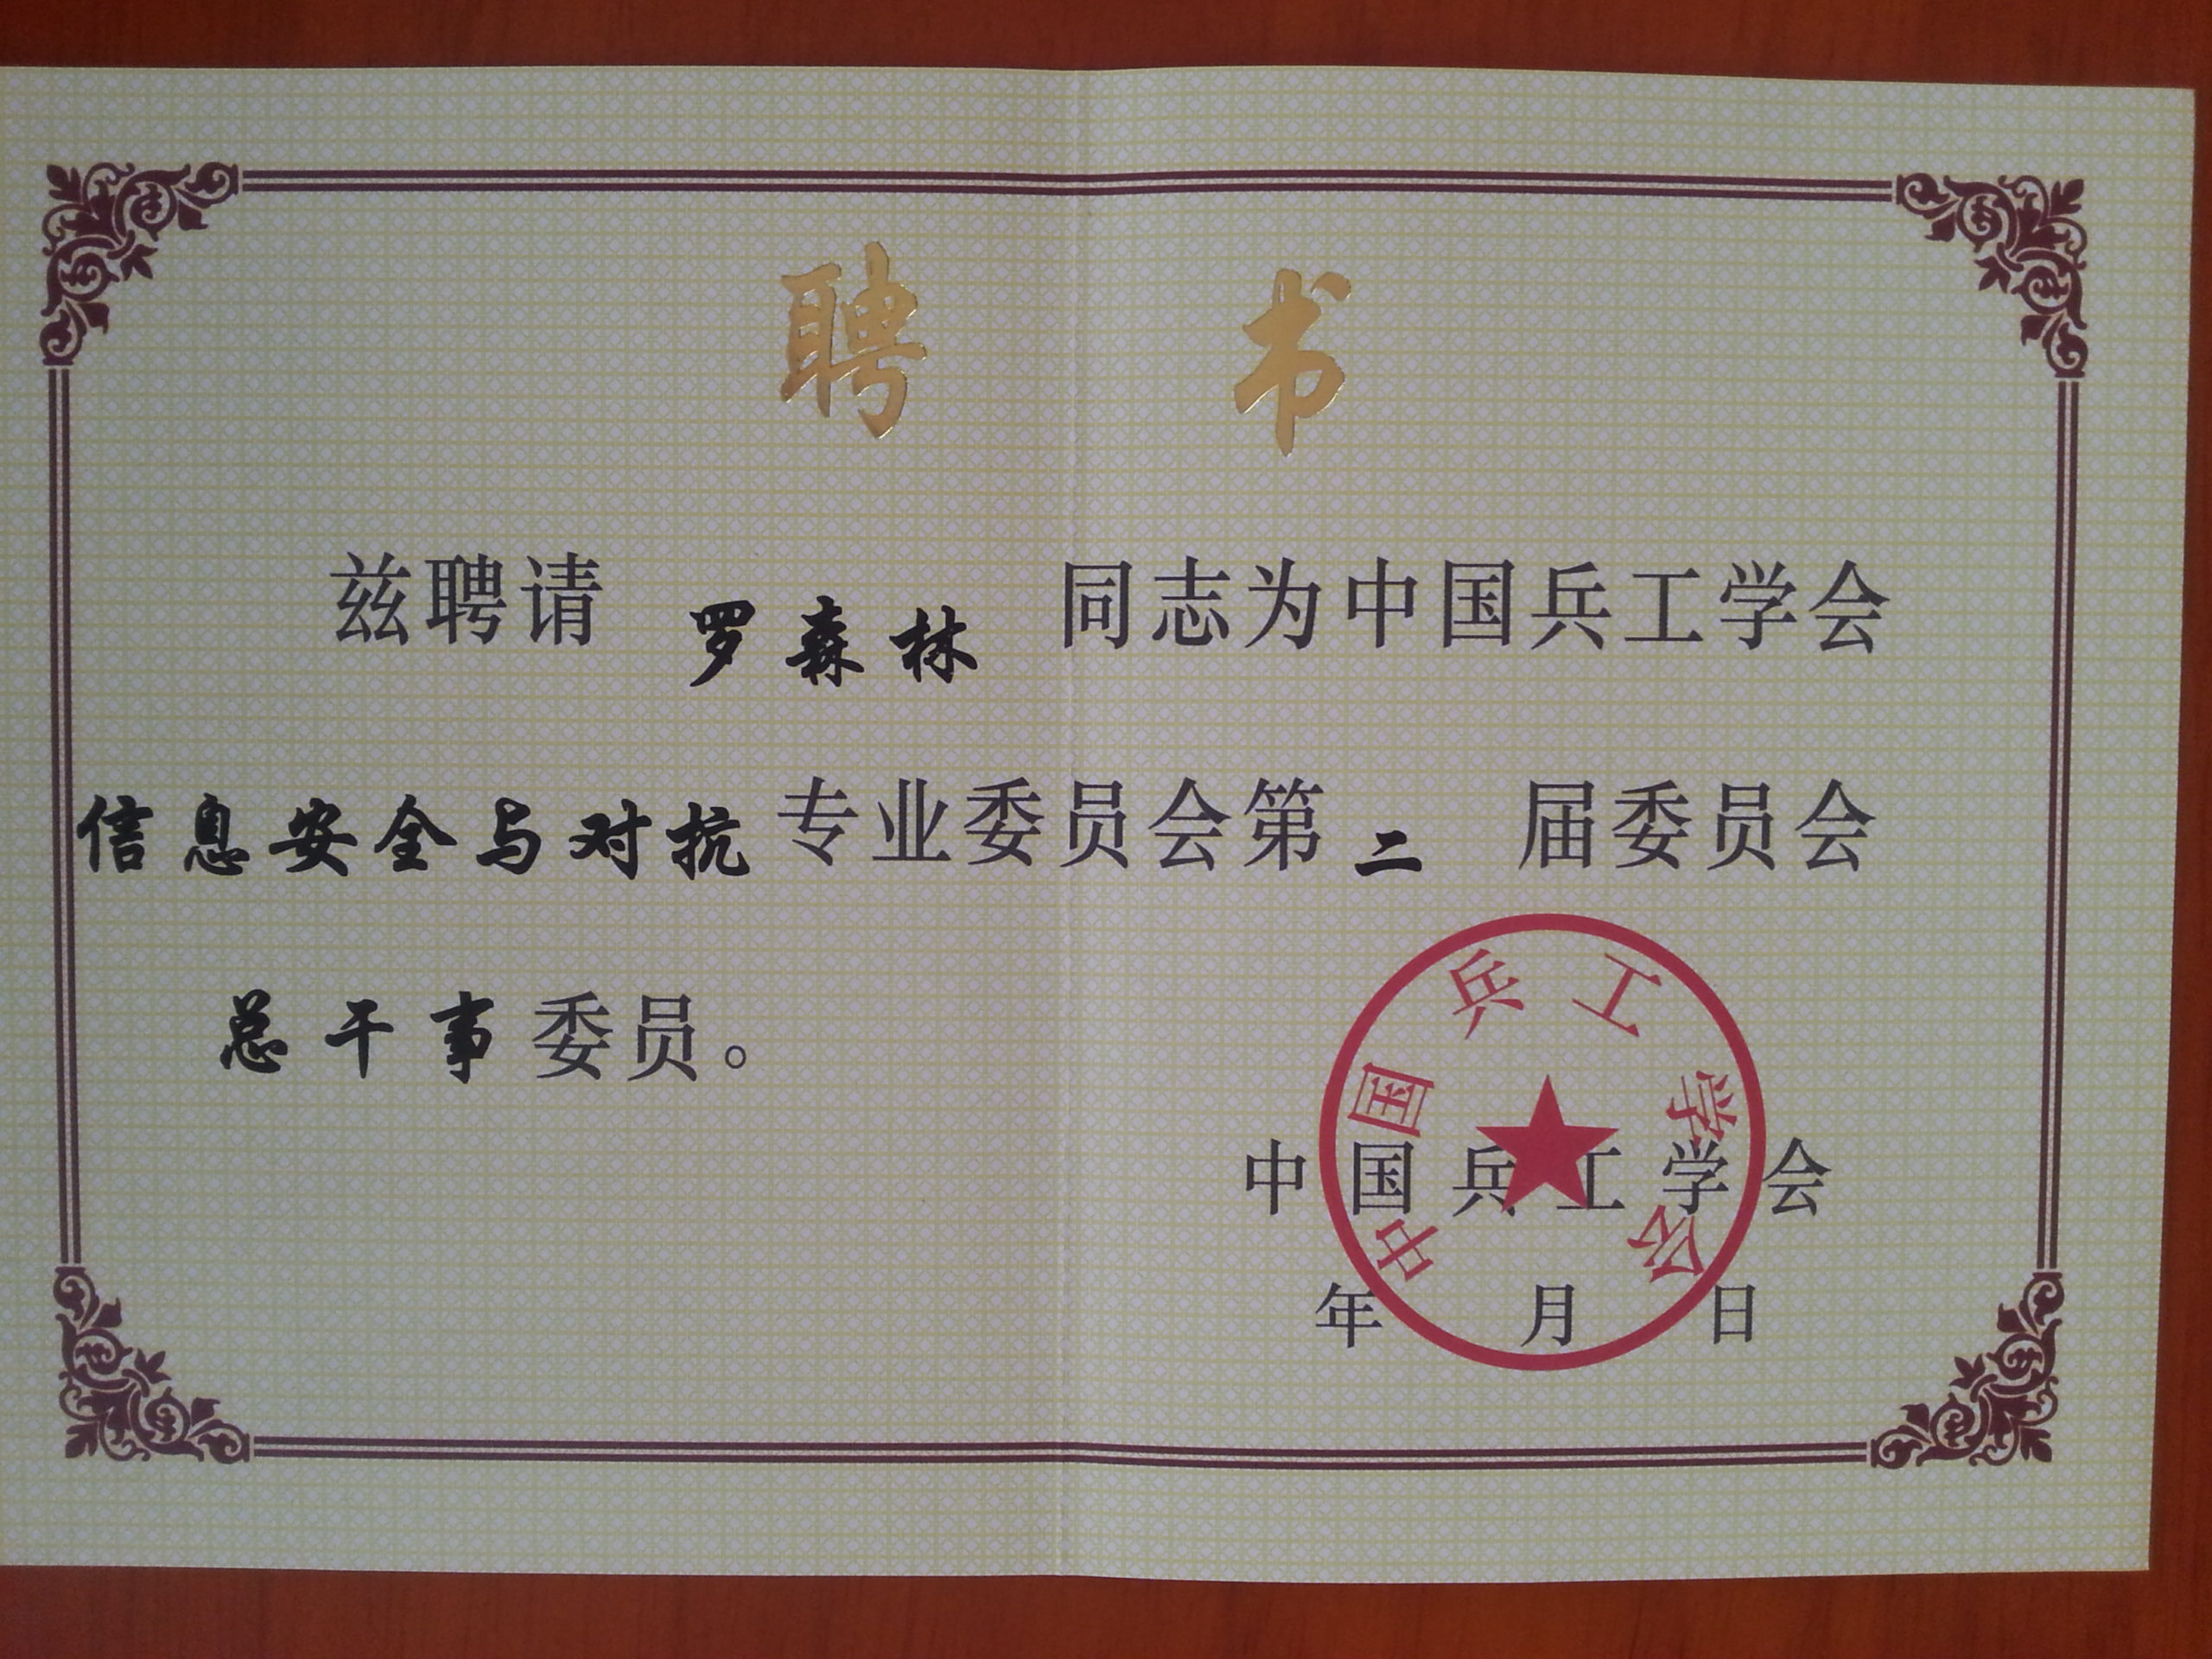 聘书
兹聘请 罗森林 同志为中国兵工学会
信息安全与对抗专业委员会第 二 届委员会
总干事委员。
中国兵工学会
中国兵工学会
年 月 日